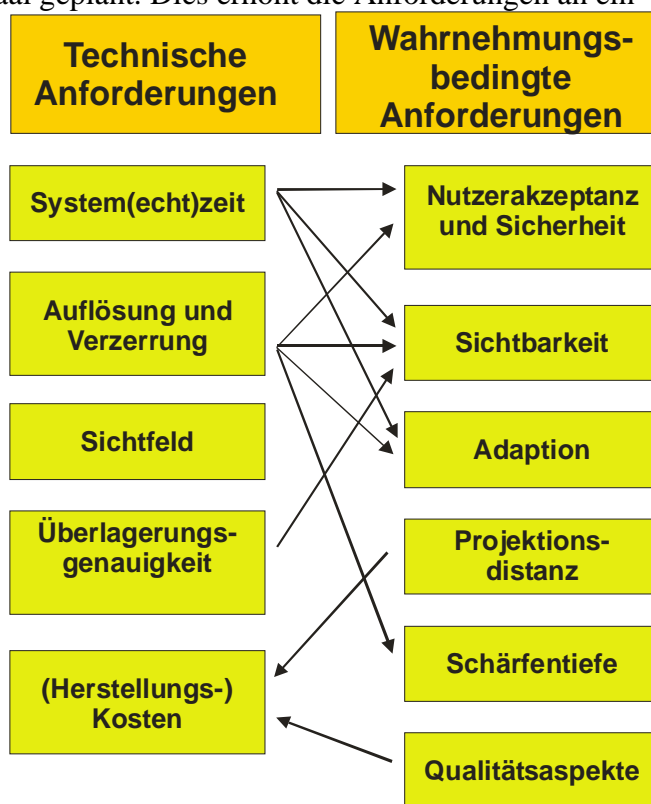 geplant. Dies erhöht die Anforderungen an ein
Technische
Anforderungen
Wahrnehmungs-
bedingte
Anforderungen
System(echt)zeit
Auflösung und
Verzerrung
Sichtfeld
Überlagerungs-
genauigkeit
(Herstellungs-)
Kosten
Nutzerakzeptanz
und Sicherheit
Sichtbarkeit
Adaption
Projektions-
distanz
Schärfentiefe
Qualitätsaspekte